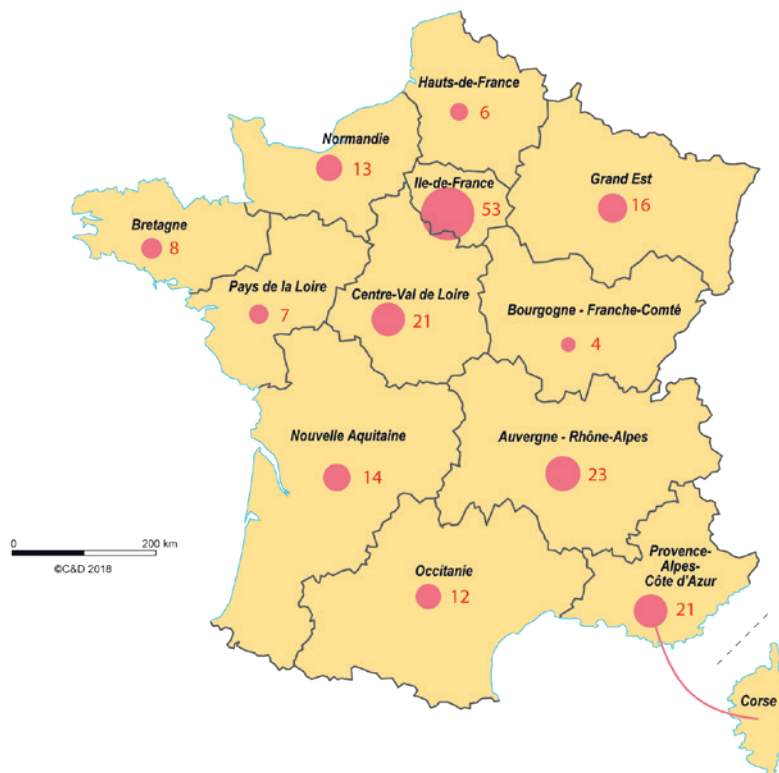 Hauts-de-France
6
Normandie
13
Ile-de-France
53
Grand Est
16
Bretagne
8
Pays de la Loire
7
Centre-Val de Loire
21
Bourgogne - Franche-Comté
4
Nouvelle Aquitaine
14
Auvergne - Rhône-Alpes
23
0 200 km
©C&D 2018
Occitanie
12
Provence-
Alpes-
Côte d'Azur
21
Corse